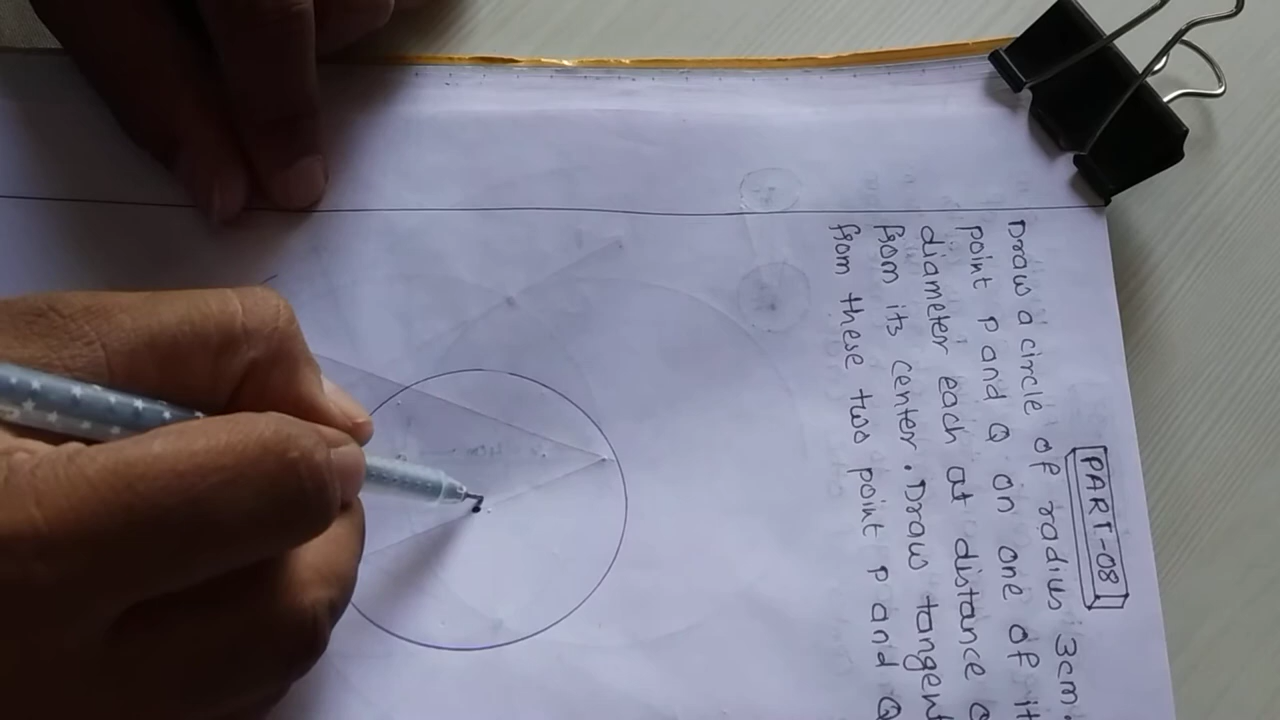 PART-08
Draw a circle of radius 3cm.
point p and Q on one of it
diameter each at distance
from its center. Draw tangent
from these two point p and Q